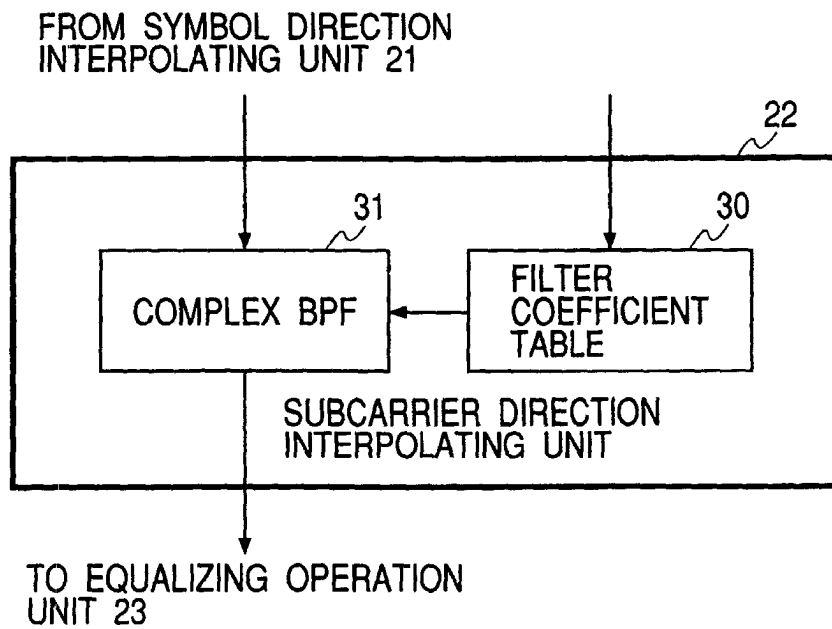 FROM SYMBOL DIRECTION
INTERPOLATING UNIT 21
22
31
30
COMPLEX BPF
FILTER
COEFFICIENT
TABLE
SUBCARRIER DIRECTION
INTERPOLATING UNIT
TO EQUALIZING OPERATION
UNIT 23